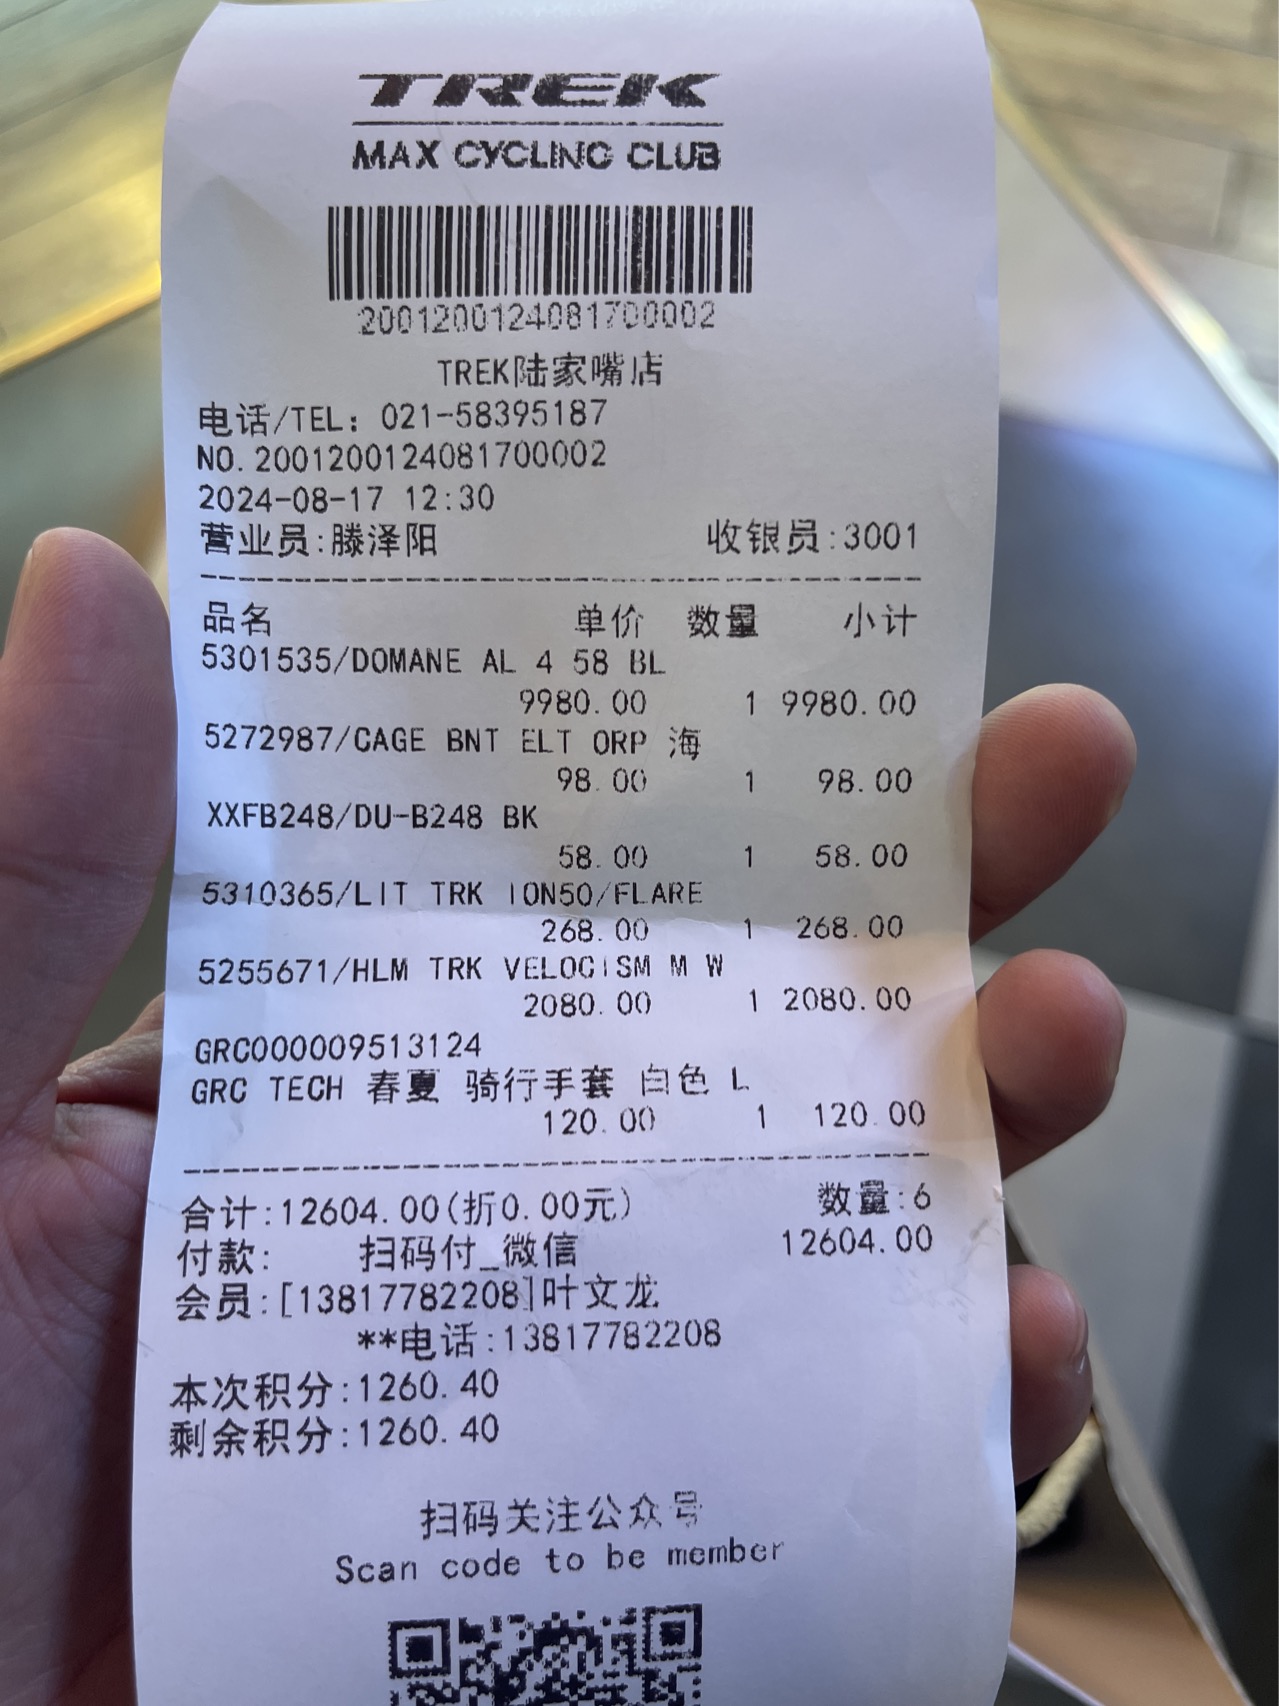 TREK
MAX CYCLING CLUB
2001200124081700002
TREK陆家嘴店
电话/TEL: 021-58395187
NO.2001200124081700002
2024-08-17 12:30
营业员:滕泽阳 收银员:3001
品名 单价 数量 小计
5301535/DOMANE AL 4 58 BL
9980.00 1 9980.00
5272987/CAGE BNT ELT ORP 海
98.00 1 98.00
XXFB248/DU-B248 BK
58.00 1 58.00
5310365/LIT TRK ION50/FLARE
268.00 1 268.00
5255671/HLM TRK VELOCISM M W
2080.00 1 2080.00
GRC000009513124
GRC TECH 春夏 骑行手套 白色 L
120.00 1 120.00
合计:12604.00(折0.00元) 数量:6
付款: 扫码付_微信 12604.00
会员:[13817782208]叶文龙
**电话:13817782208
本次积分:1260.40
剩余积分:1260.40
扫码关注公众号
Scan code to be member